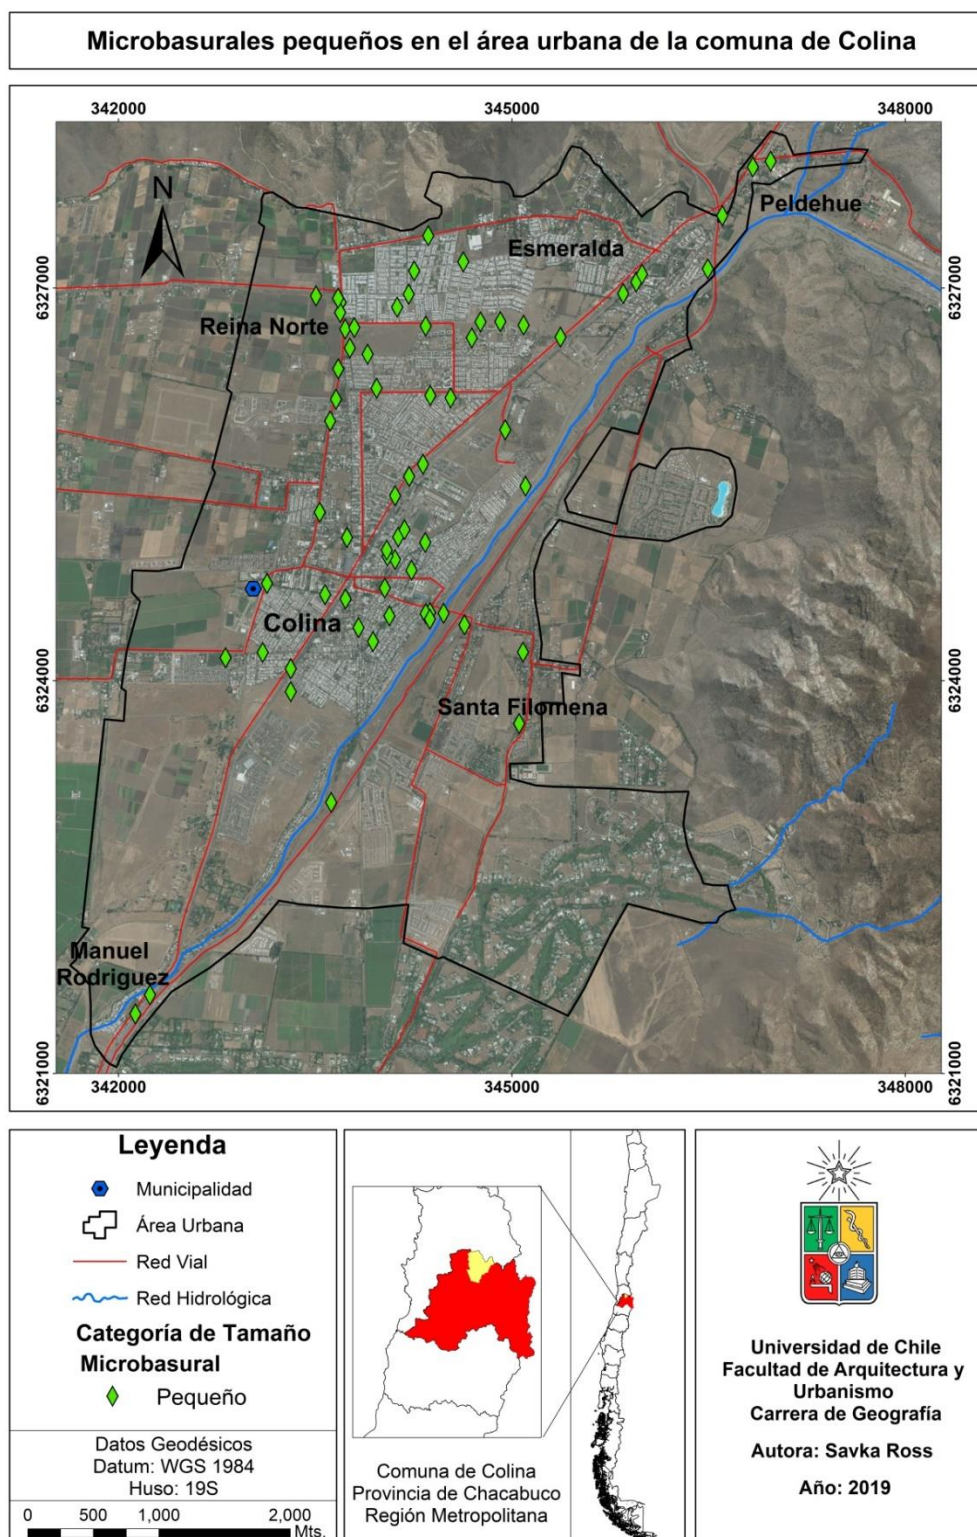 Microbasurales pequeños en el área urbana de la comuna de Colina
342000
345000
348000
N
Peldehue
Esmeralda
6327000
6327000
Reina Norte
Colina
6324000
6324000
Santa Filomena
Manuel
Rodriguez
6321000
6321000
342000
345000
348000
Leyenda
Municipalidad
Área Urbana
Red Vial
Red Hidrológica
Categoría de Tamaño
Microbasural
Pequeño
Datos Geodésicos
Datum: WGS 1984
Huso: 19S
0 500 1,000 2,000
Mts.
Comuna de Colina
Provincia de Chacabuco
Región Metropolitana
Universidad de Chile
Facultad de Arquitectura y
Urbanismo
Carrera de Geografía
Autora: Savka Ross
Año: 2019